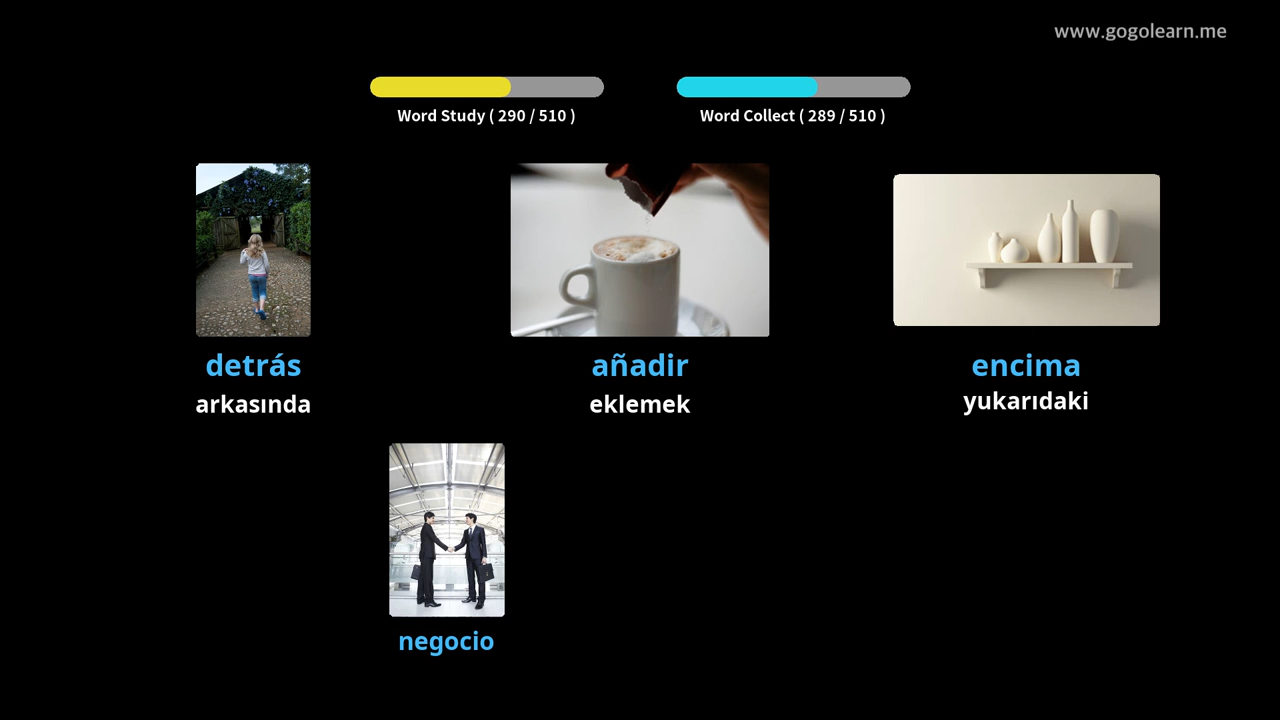 www.gogolearn.me
Word Study ( 290 / 510 )
Word Collect ( 289 / 510 )
detrás
arkasında
añadir
eklemek
encima
yukarıdaki
negocio